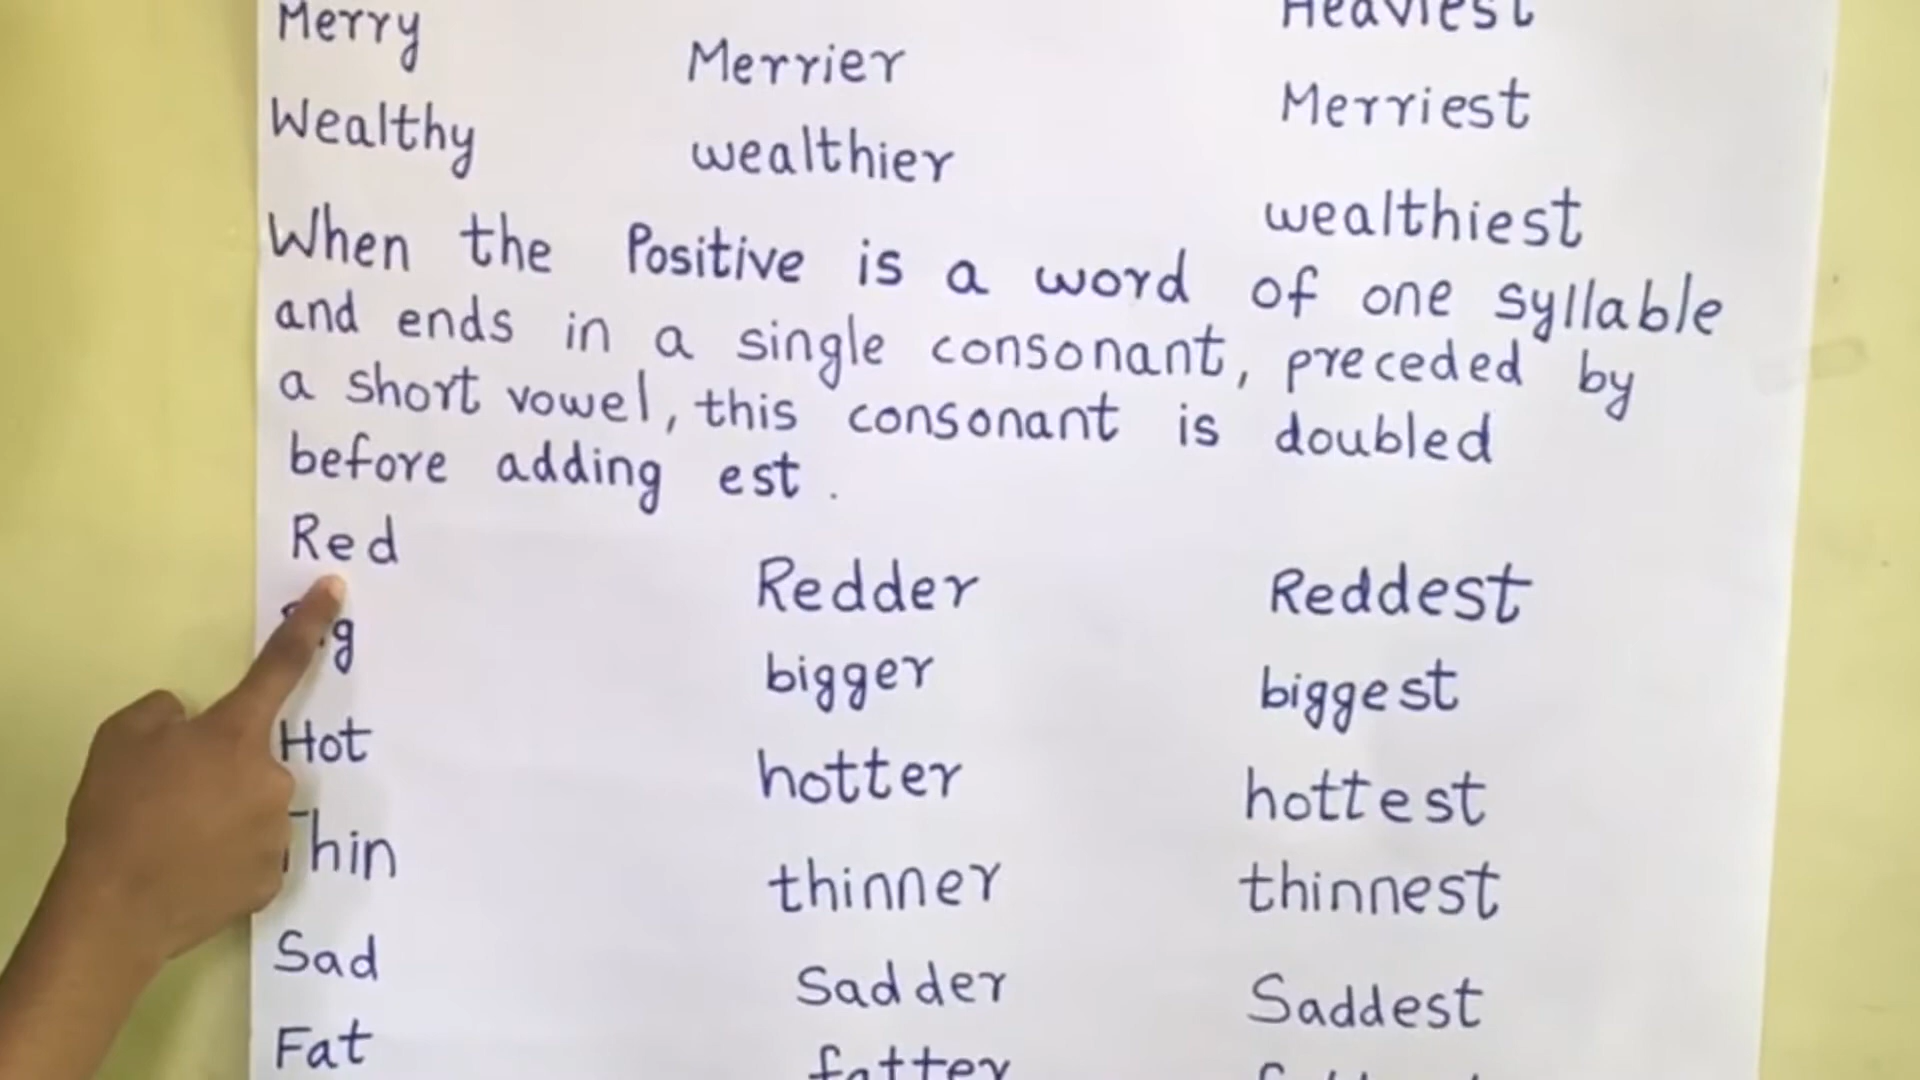 Heaviest
Merry Merrier Merriest
Wealthy wealthier wealthiest
When the Positive is a word of one syllable
and ends in a single consonant, preceded by
a short vowel, this consonant is doubled
before adding est.
Red Redder Reddest
bigger biggest
Hot hotter hottest
Thin thinner thinnest
Sad Sadder Saddest
Fat fatter